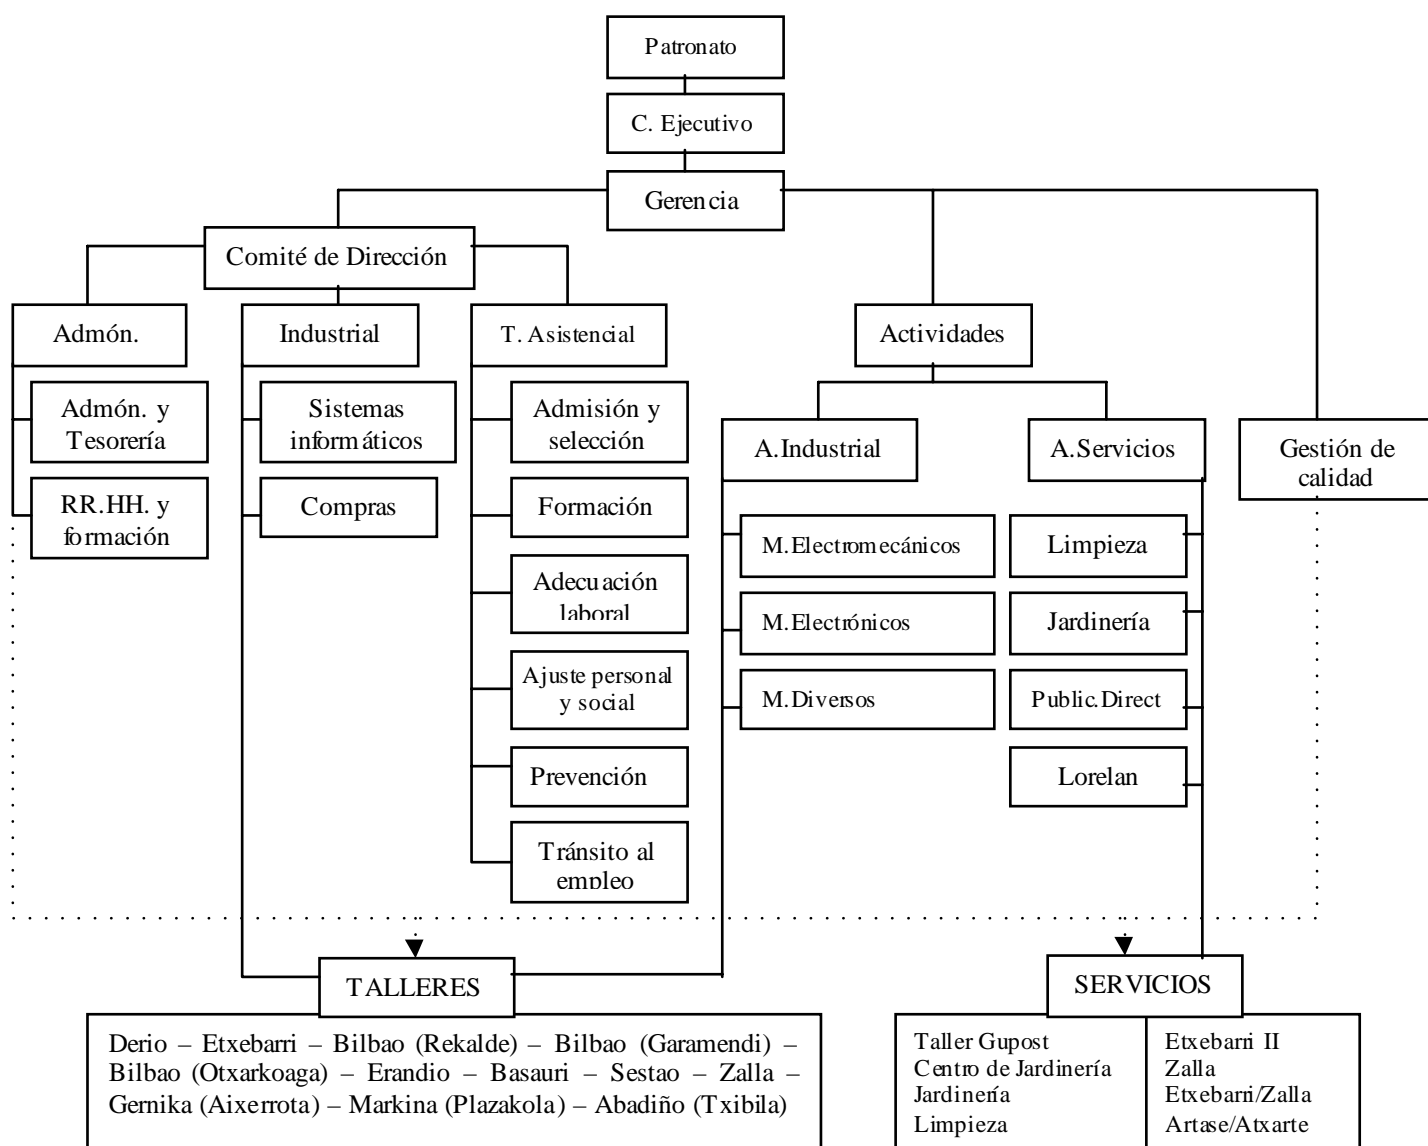 Patronato
C. Ejecutivo
Gerencia
Comité de Dirección
Admón.
Industrial
T. Asistencial
Actividades
Admón. y
Tesorería
Sistemas
informáticos
Admisión y
selección
A.Industrial
A.Servicios
Gestión de
calidad
RR.HH. y
formación
Compras
Formación
M.Electromecánicos
Limpieza
Adecuación
laboral
M.Electrónicos
Jardinería
Ajuste personal
y social
M.Diversos
Public.Direct
Prevención
Lorelan
Tránsito al
empleo
TALLERES
SERVICIOS
Derio – Etxebarri – Bilbao (Rekalde) – Bilbao (Garamendi) –
Bilbao (Otxarkoaga) – Erandio – Basauri – Sestao – Zalla –
Gernika (Aixerrota) – Markina (Plazakola) – Abadiño (Txibila)
Taller Gupost
Centro de Jardinería
Jardinería
Limpieza
Etxebarri II
Zalla
Etxebarri/Zalla
Artase/Atxarte